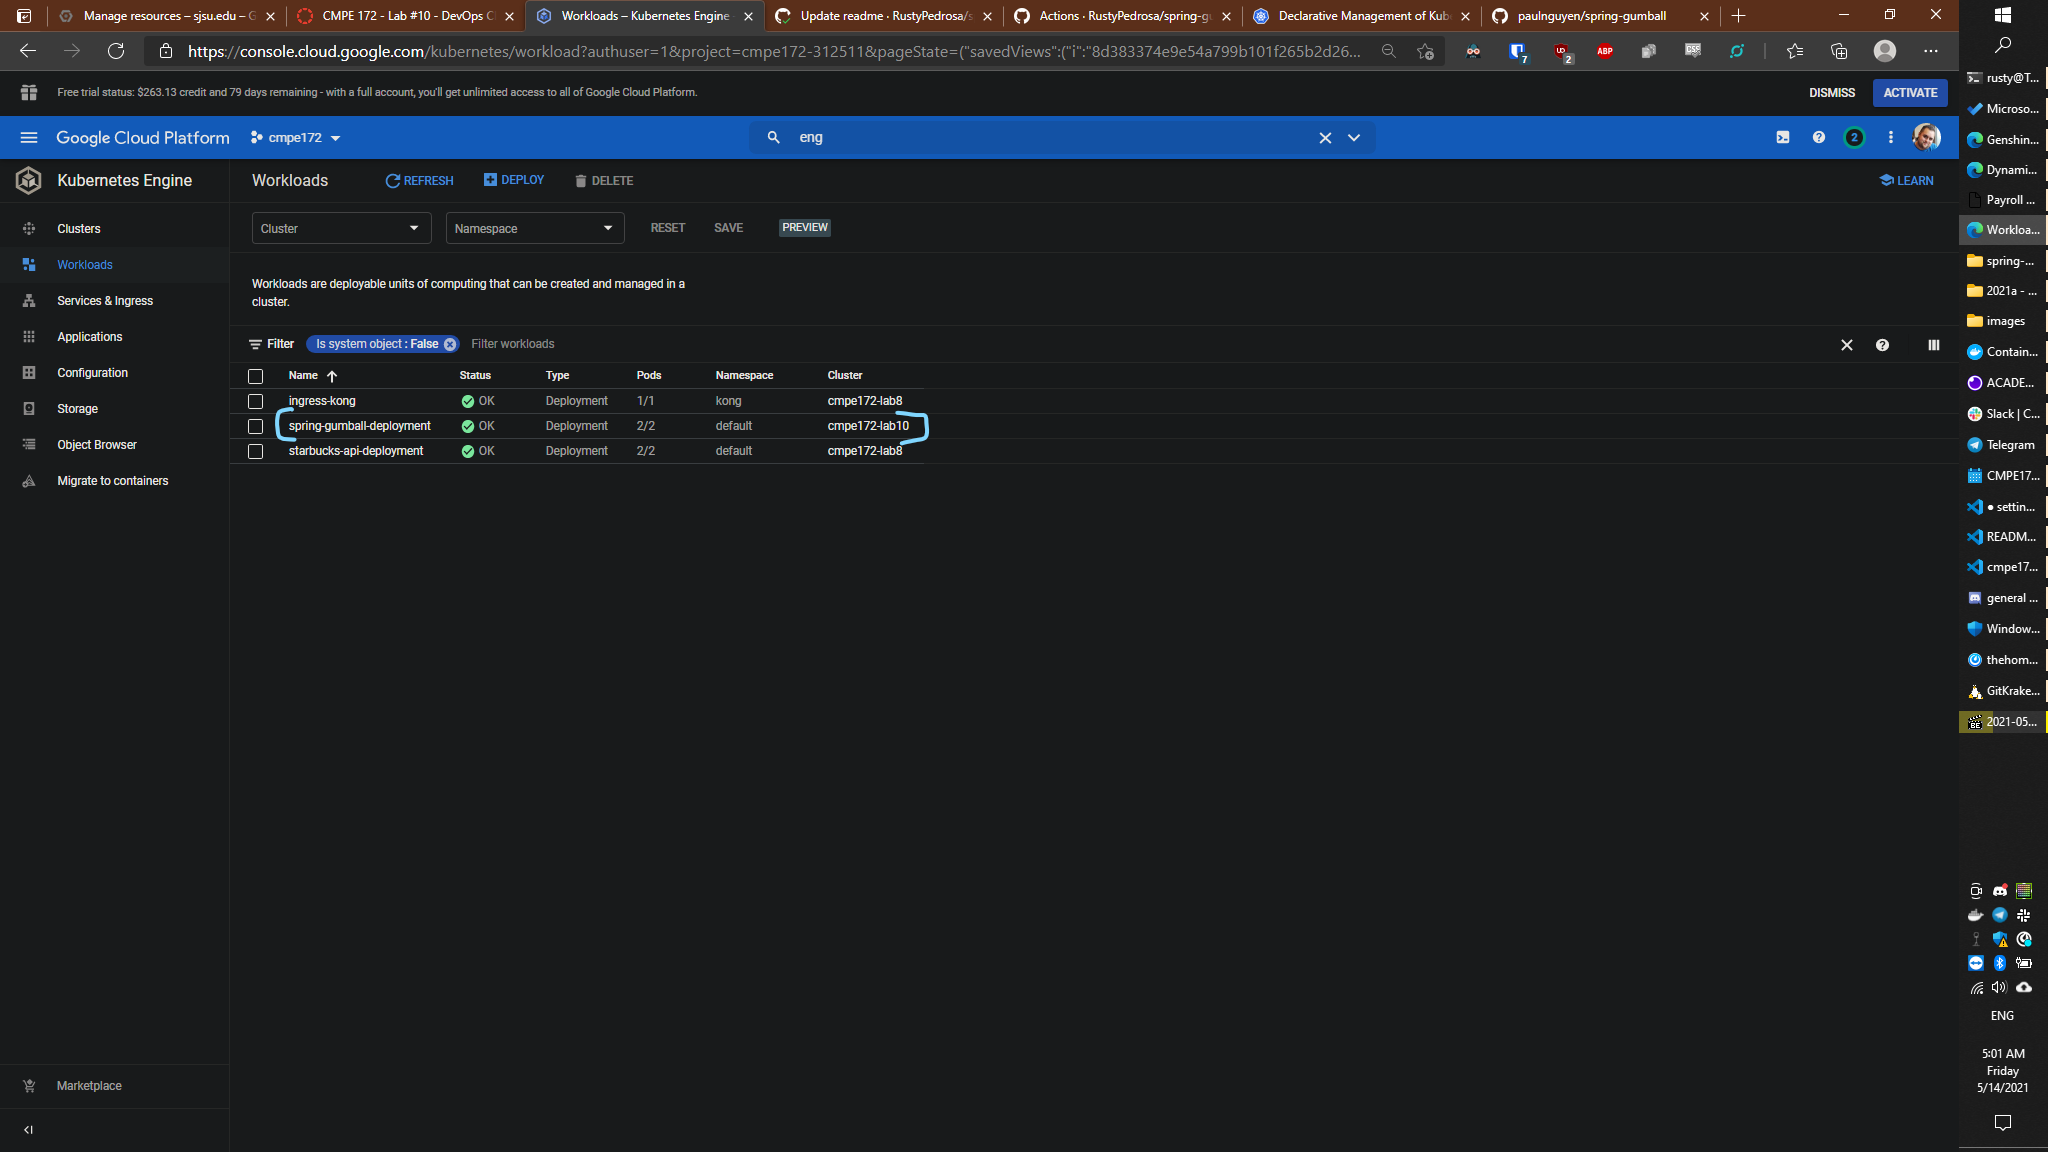 Manage resources – sjsu.edu – G
CMPE 172 - Lab #10 - DevOps C
Workloads – Kubernetes Engine
Update readme · RustyPedrosa/s
Actions · RustyPedrosa/spring-gu
Declarative Management of Kub
paulnguyen/spring-gumball
https://console.cloud.google.com/kubernetes/workload?authuser=1&project=cmpe172-312511&pageState=("savedViews":("i":"8d383374e9e54a799b101f265b2d26...
7
2
ABP
Free trial status: $263.13 credit and 79 days remaining - with a full account, you'll get unlimited access to all of Google Cloud Platform.
DISMISS
ACTIVATE
Google Cloud Platform
cmpe172
eng
2
Kubernetes Engine
Clusters
Workloads
Services & Ingress
Applications
Configuration
Storage
Object Browser
Migrate to containers
Marketplace
Workloads
REFRESH
DEPLOY
DELETE
LEARN
Cluster
Namespace
RESET
SAVE
PREVIEW
Workloads are deployable units of computing that can be created and managed in a
cluster.
Filter
Is system object : False
Filter workloads
Name Status Type Pods Namespace Cluster
ingress-kong OK Deployment 1/1 kong cmpe172-lab8
spring-gumball-deployment OK Deployment 2/2 default cmpe172-lab10
starbucks-api-deployment OK Deployment 2/2 default cmpe172-lab8
rusty@T...
Microso...
Genshin...
Dynami...
Payroll ...
Workloa...
spring-...
2021a - ...
images
Contain...
ACADE...
Slack | C...
Telegram
CMPE17...
● settin...
READM...
cmpe17...
general ...
Window...
thehom...
GitKrake...
2021-05...
ENG
5:01 AM
Friday
5/14/2021